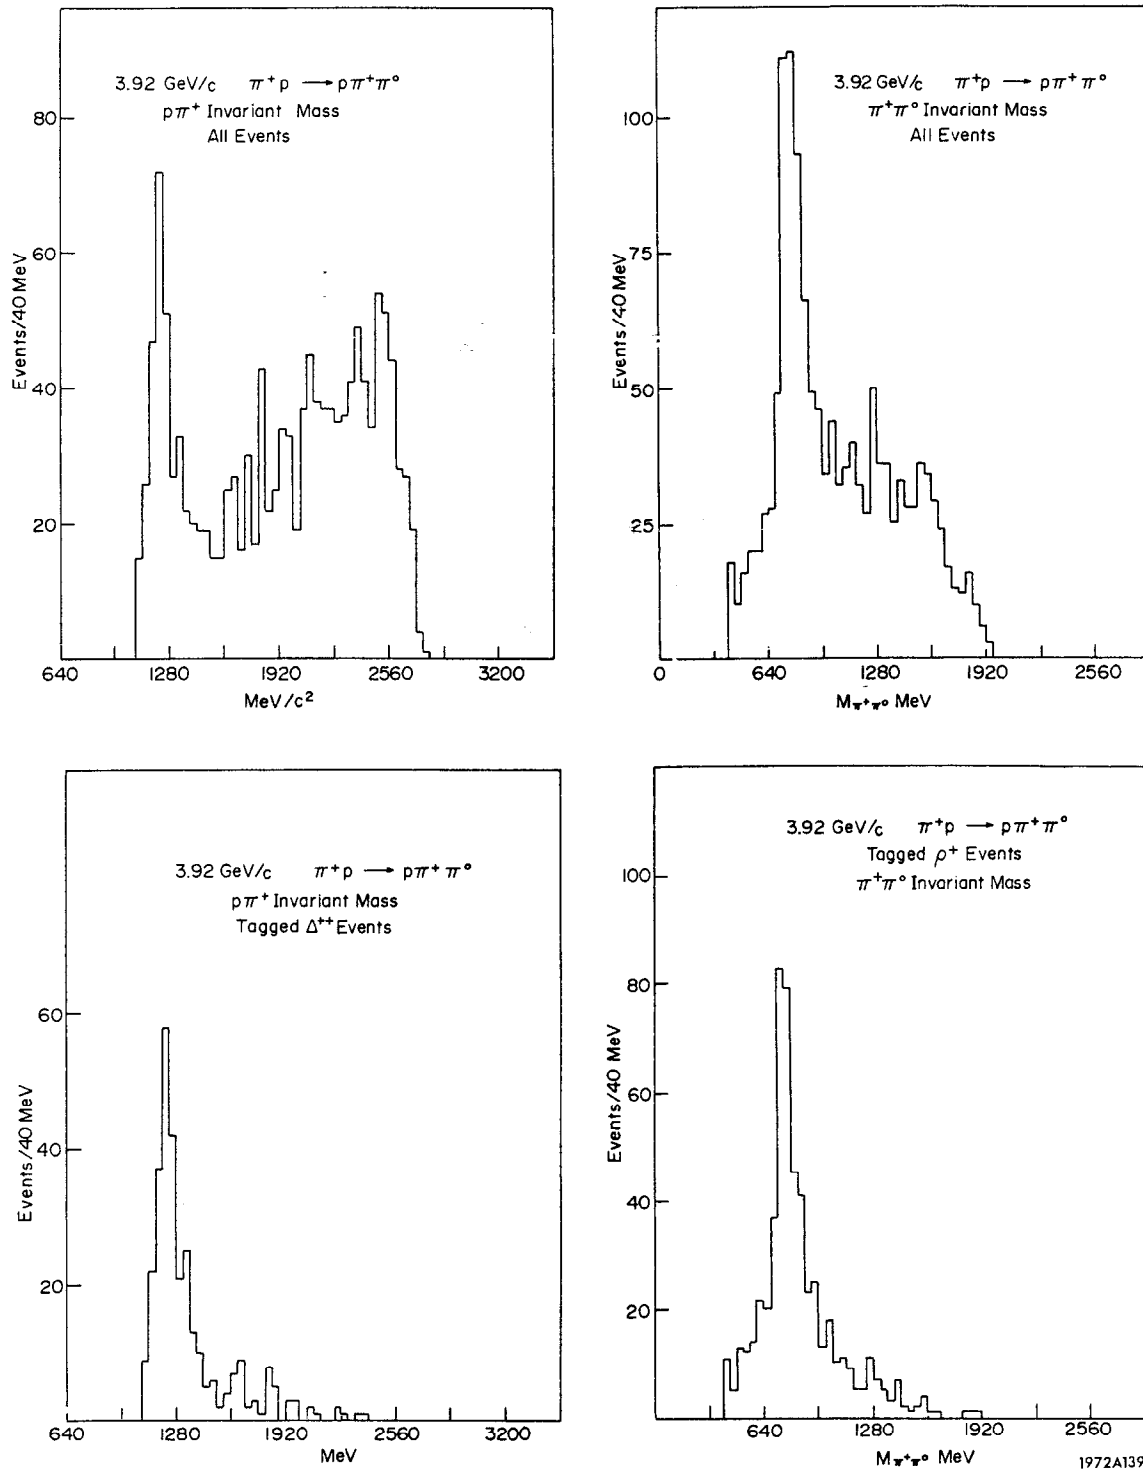 3.92 GeV/c π⁺p → pπ⁺π°
pπ⁺ Invariant Mass
All Events
80
60
40
20
Events/40 MeV
640 1280 1920 2560 3200
MeV/c²
3.92 GeV/c π⁺p → pπ⁺π°
π⁺π° Invariant Mass
All Events
100
75
50
25
Events/40 MeV
0 640 1280 1920 2560
Mπ⁺π° MeV
3.92 GeV/c π⁺p → pπ⁺π°
pπ⁺ Invariant Mass
Tagged Δ⁺⁺ Events
60
40
20
Events/40 MeV
640 1280 1920 2560 3200
MeV
3.92 GeV/c π⁺p → pπ⁺π°
Tagged ρ⁺ Events
π⁺π° Invariant Mass
100
80
60
40
20
Events/40 MeV
640 1280 1920 2560
Mπ⁺π° MeV
1972A139